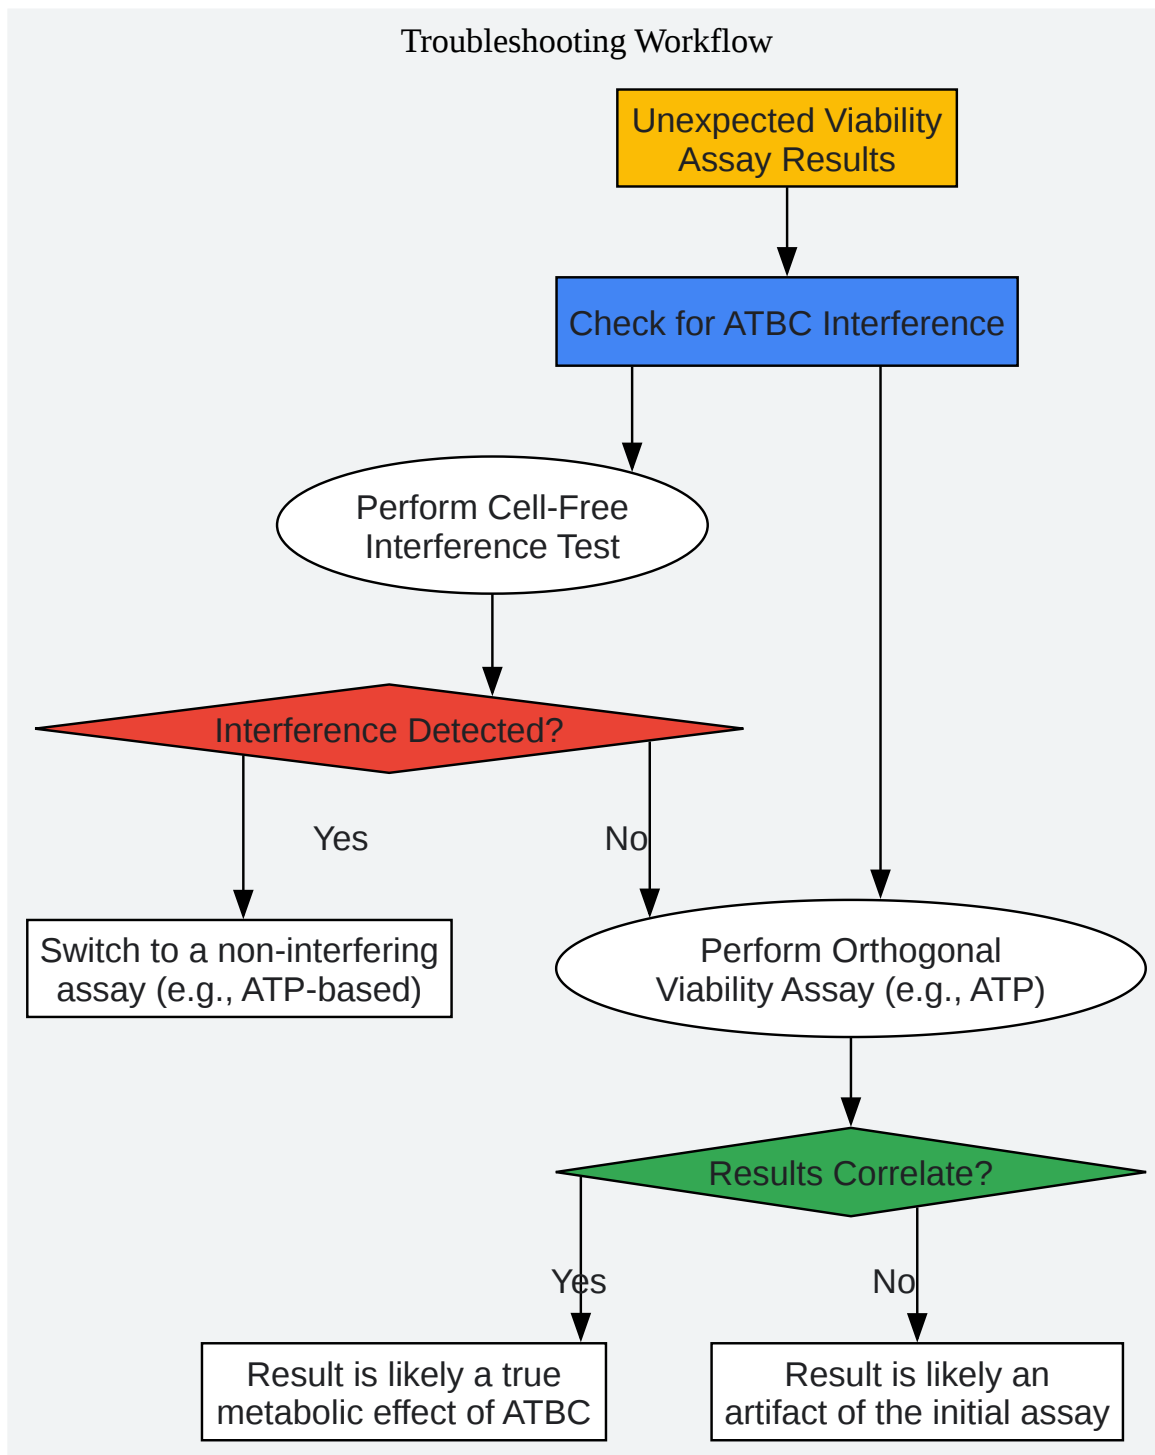 Troubleshooting Workflow
Unexpected Viability
Assay Results
Check for ATBC Interference
Perform Cell-Free
Interference Test
Interference Detected?
Yes
No
Switch to a non-interfering
assay (e.g., ATP-based)
Perform Orthogonal
Viability Assay (e.g., ATP)
Results Correlate?
Yes
No
Result is likely a true
metabolic effect of ATBC
Result is likely an
artifact of the initial assay